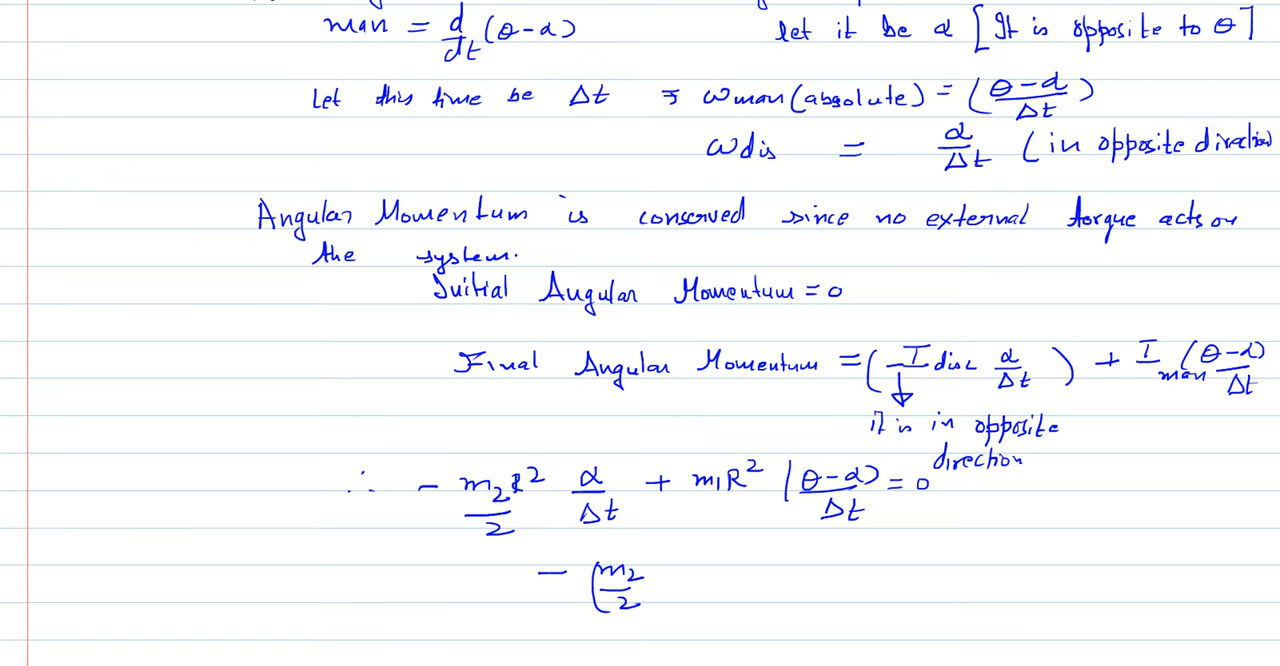 man = d/dt (θ-α) let it be α [It is opposite to θ]
Let this time be Δt ⇒ ω man (absolute) = (θ-α/Δt)
ω dis = α/Δt (in opposite direction)
Angular Momentum is conserved since no external torque acts on
the system.
Initial Angular Momentum = 0
Final Angular Momentum = (-I disc α/Δt) + I man (θ-α)/Δt
it is in opposite
direction
∴ - m₂R²/2 α/Δt + m₁R² (θ-α)/Δt = 0
- (m₂/2